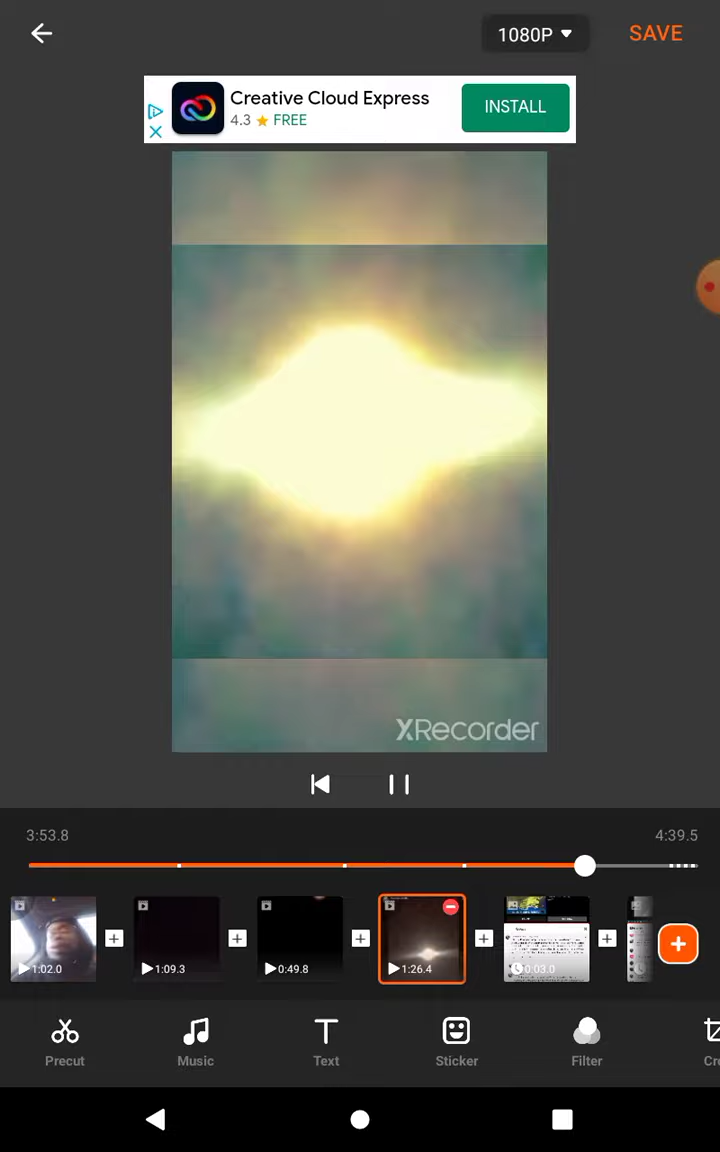 1080P
SAVE
Creative Cloud Express
4.3 FREE
INSTALL
XRecorder
3:53.8
4:39.5
1:02.0
1:09.3
0:49.8
1:26.4
0:03.0
Precut
Music
Text
Sticker
Filter
Cr